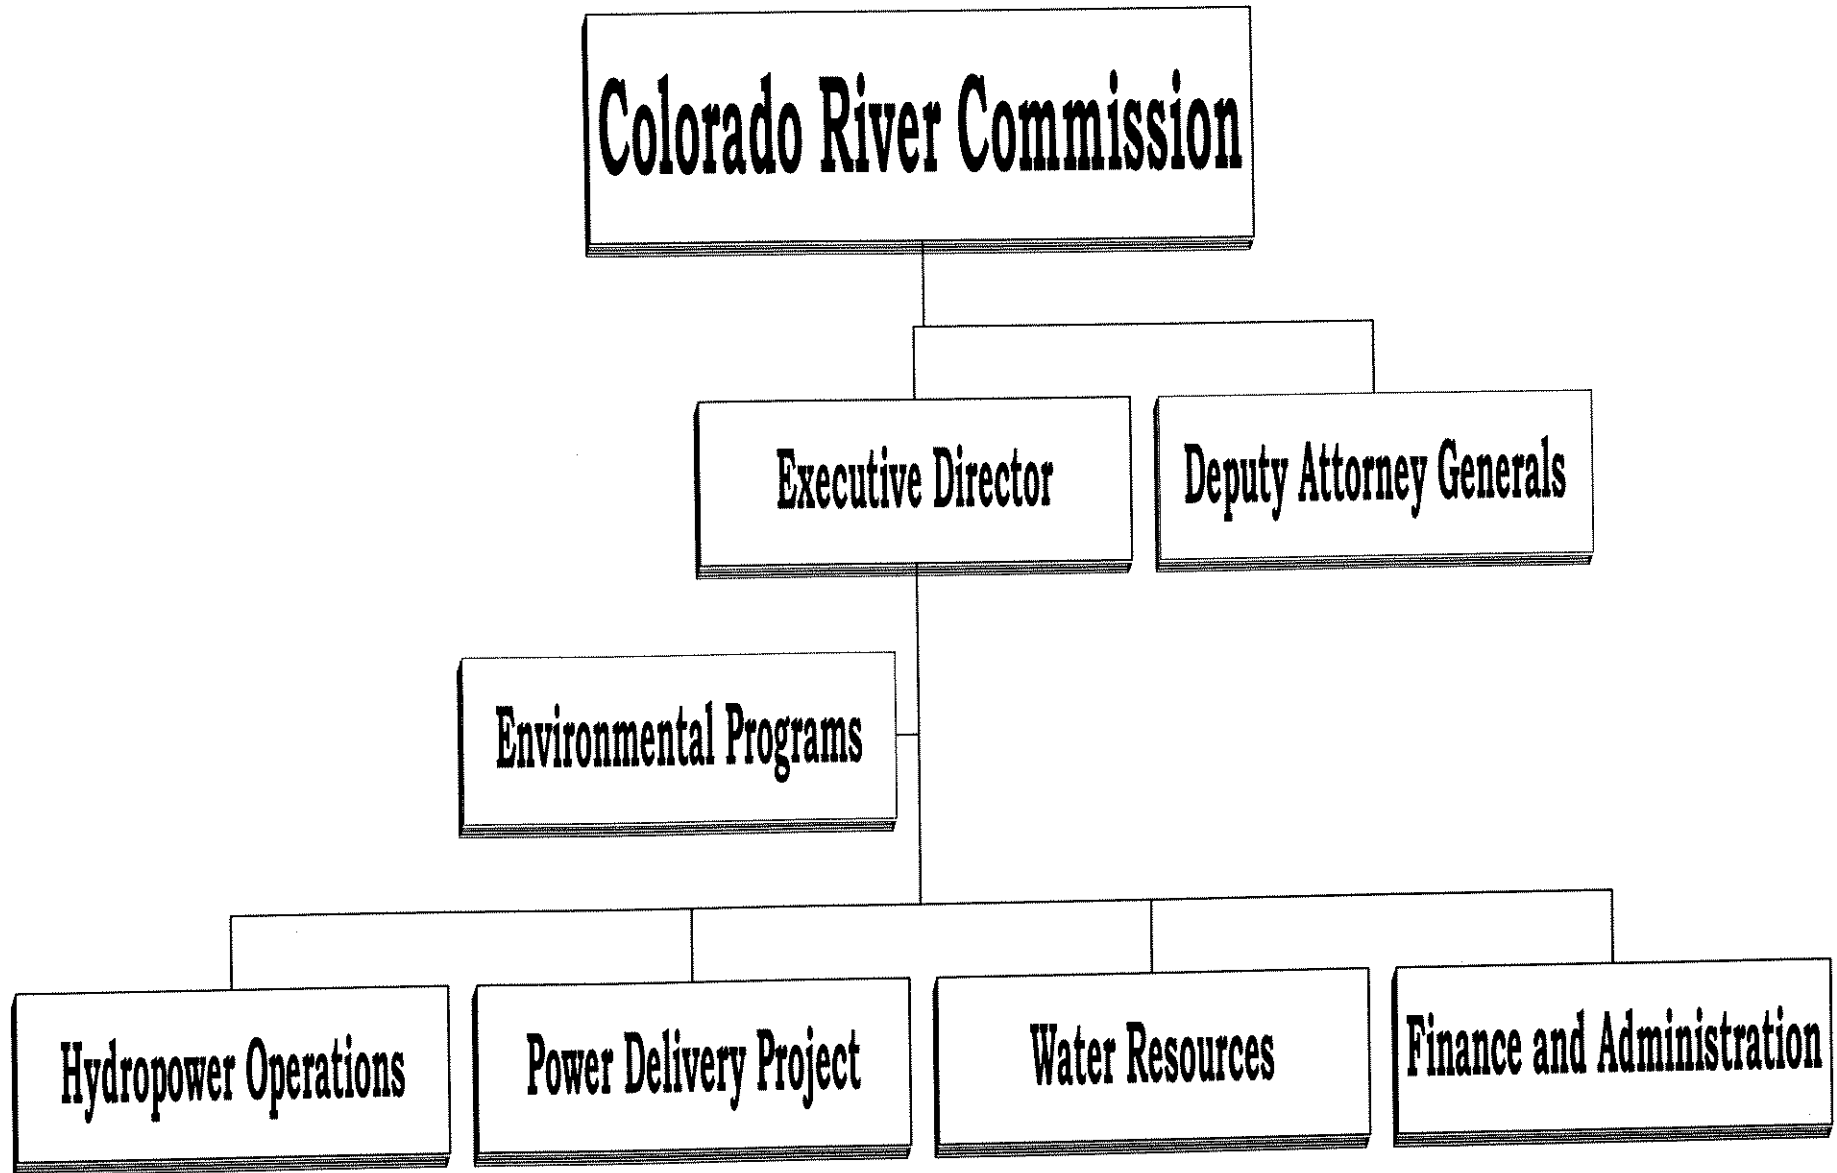 Colorado River Commission
Executive Director
Deputy Attorney Generals
Environmental Programs
Hydropower Operations
Power Delivery Project
Water Resources
Finance and Administration